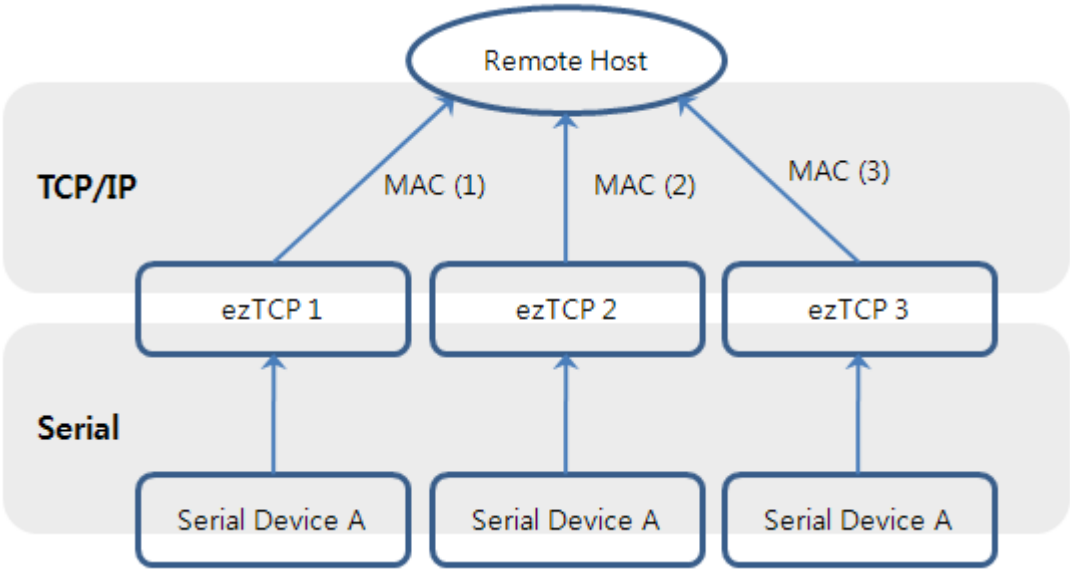 Remote Host
TCP/IP
MAC (1)
MAC (2)
MAC (3)
ezTCP 1
ezTCP 2
ezTCP 3
Serial
Serial Device A
Serial Device A
Serial Device A